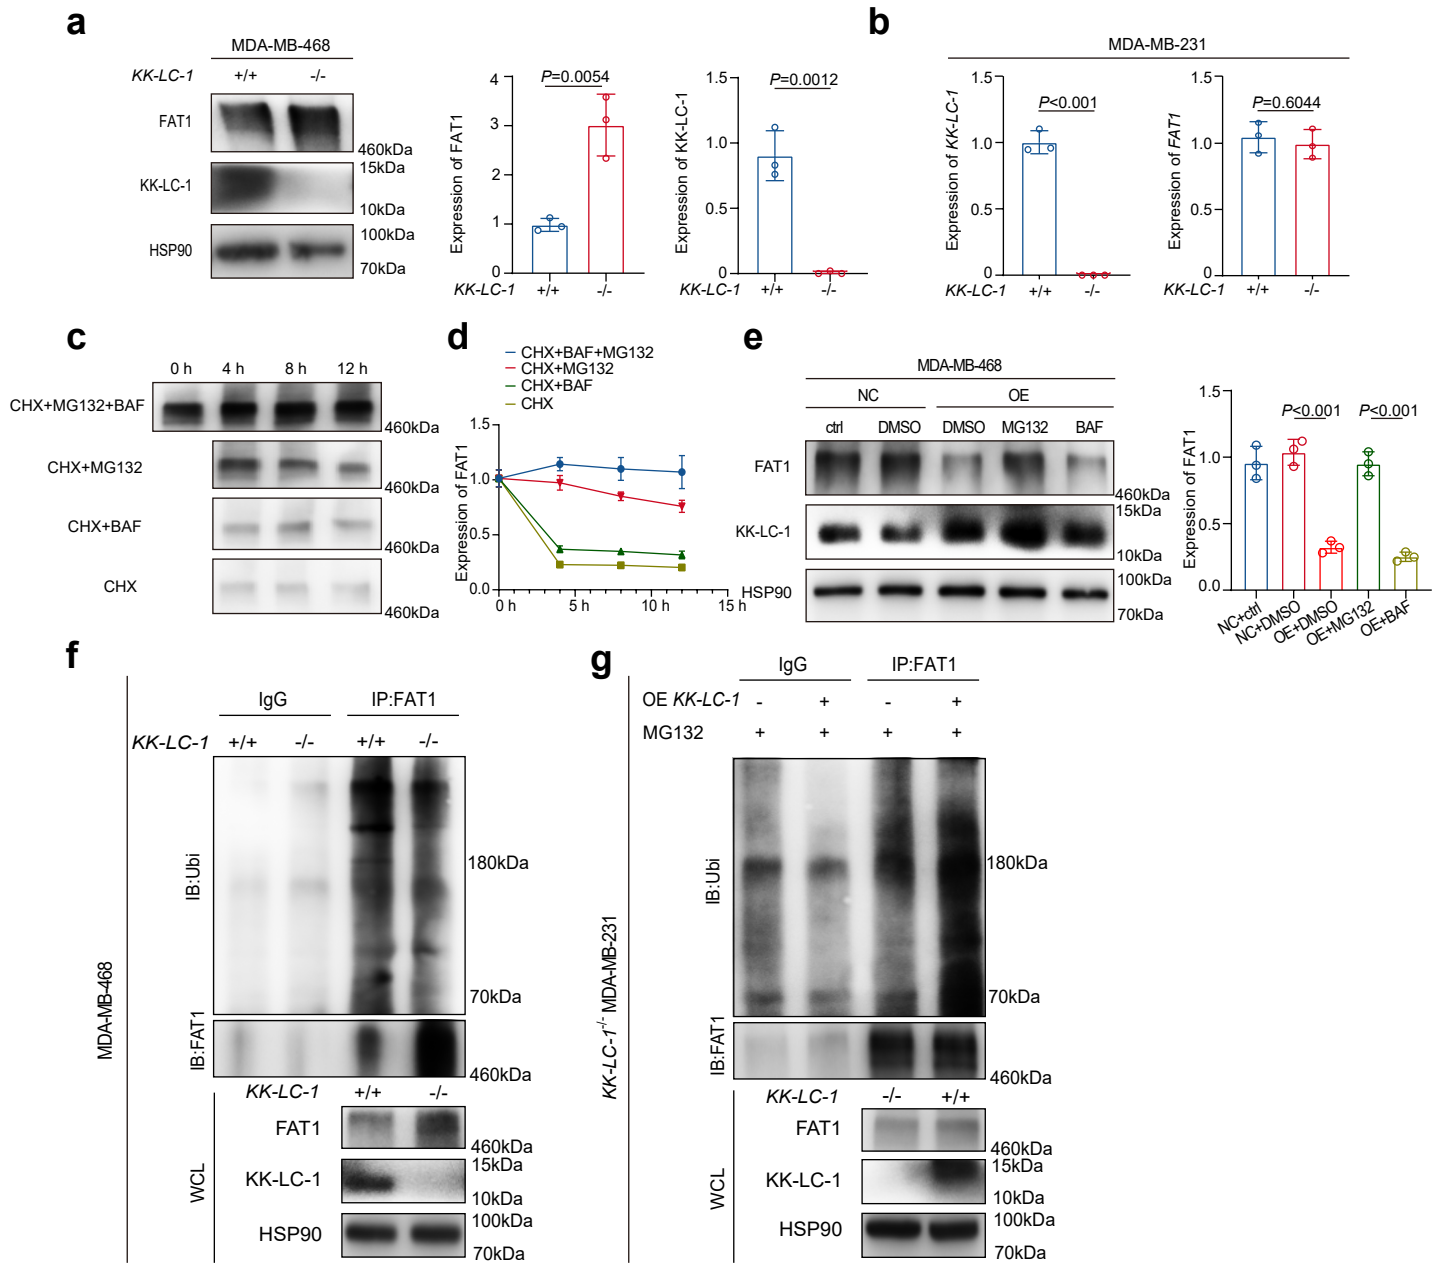 a
MDA-MB-468
KK-LC-1 +/+ -/-
FAT1
460kDa
KK-LC-1
15kDa
10kDa
HSP90
100kDa
70kDa
Expression of FAT1
4
3
2
1
0
P=0.0054
KK-LC-1 +/+ -/-
Expression of KK-LC-1
1.5
1.0
0.5
0
P=0.0012
KK-LC-1 +/+ -/-
b
MDA-MB-231
Expression of KK-LC-1
1.5
1.0
0.5
0
P<0.001
KK-LC-1 +/+ -/-
Expression of FAT1
1.5
1.0
0.5
0
P=0.6044
KK-LC-1 +/+ -/-
c
0 h 4 h 8 h 12 h
CHX+MG132+BAF
460kDa
CHX+MG132
460kDa
CHX+BAF
460kDa
CHX
460kDa
d
CHX+BAF+MG132
CHX+MG132
CHX+BAF
CHX
Expression of FAT1
1.5
1.0
0.5
0.0
0 h 5 h 10 h 15 h
e
MDA-MB-468
NC OE
ctrl DMSO DMSO MG132 BAF
FAT1
460kDa
KK-LC-1
15kDa
10kDa
HSP90
100kDa
70kDa
Expression of FAT1
1.5
1.0
0.5
0.0
P<0.001 P<0.001
NC+ctrl NC+DMSO OE+DMSO OE+MG132 OE+BAF
f
MDA-MB-468
IgG IP:FAT1
KK-LC-1 +/+ -/- +/+ -/-
IB:Ubi
180kDa
70kDa
IB:FAT1
460kDa
WCL
KK-LC-1 +/+ -/-
FAT1
460kDa
KK-LC-1
15kDa
10kDa
HSP90
100kDa
70kDa
g
KK-LC-1-/- MDA-MB-231
IgG IP:FAT1
OE KK-LC-1 - + - +
MG132 + + + +
IB:Ubi
180kDa
70kDa
IB:FAT1
460kDa
WCL
KK-LC-1 -/- +/+
FAT1
460kDa
KK-LC-1
15kDa
10kDa
HSP90
100kDa
70kDa